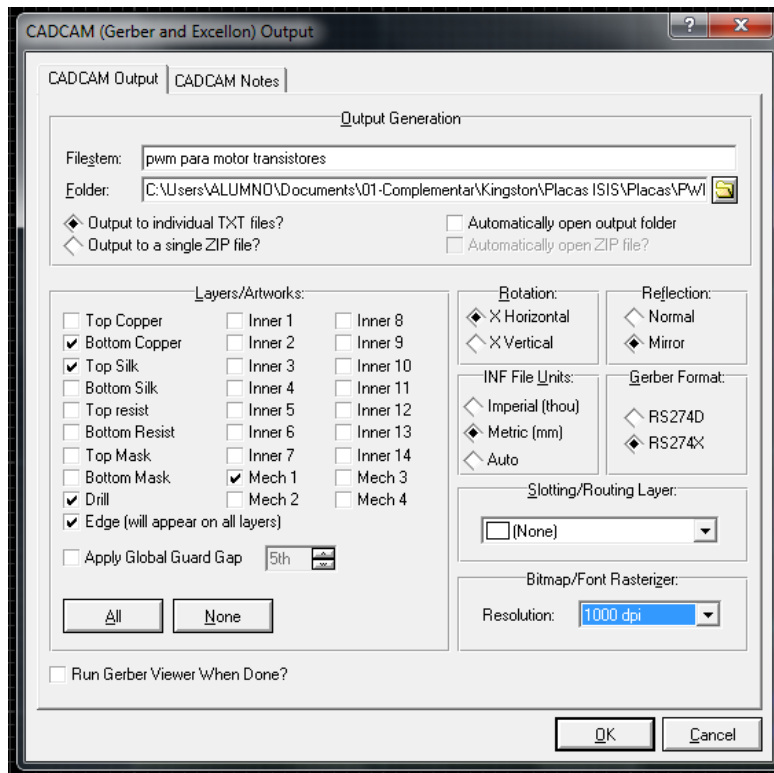 CADCAM (Gerber and Excellon) Output
CADCAM Output CADCAM Notes
Output Generation
Filestem: pwm para motor transistores
Folder: C:\Users\ALUMNO\Documents\01-Complementar\Kingston\Placas ISIS\Placas\PWI
Output to individual TXT files? Automatically open output folder
Output to a single ZIP file? Automatically open ZIP file?
Layers/Artworks:
Top Copper Inner 1 Inner 8
Bottom Copper Inner 2 Inner 9
Top Silk Inner 3 Inner 10
Bottom Silk Inner 4 Inner 11
Top resist Inner 5 Inner 12
Bottom Resist Inner 6 Inner 13
Top Mask Inner 7 Inner 14
Bottom Mask Mech 1 Mech 3
Drill Mech 2 Mech 4
Edge (will appear on all layers)
Apply Global Guard Gap 5th
All None
Rotation:
X Horizontal
X Vertical
Reflection:
Normal
Mirror
INF File Units:
Imperial (thou)
Metric (mm)
Auto
Gerber Format:
RS274D
RS274X
Slotting/Routing Layer:
(None)
Bitmap/Font Rasterizer:
Resolution: 1000 dpi
Run Gerber Viewer When Done?
OK Cancel